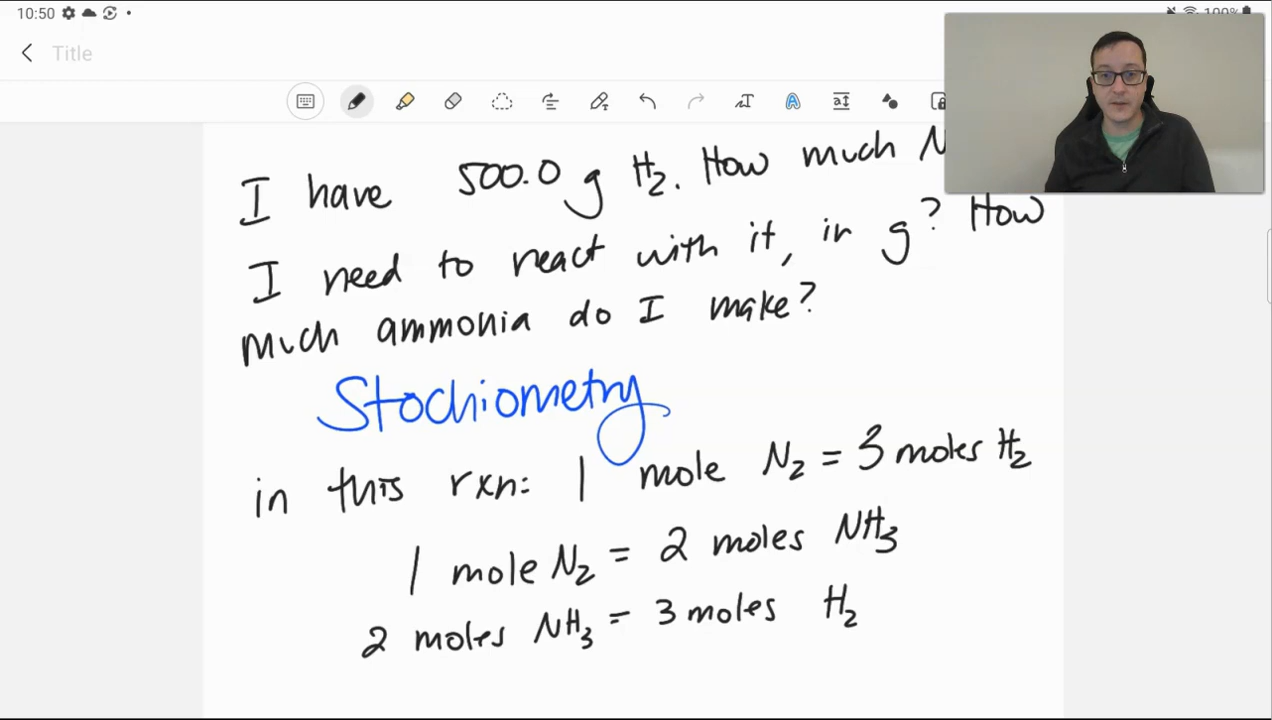 10:50
100%
Title
I have 500.0 g H₂. How much N
I need to react with it, in g? How
much ammonia do I make?
Stochiometry
in this rxn: 1 mole N₂ = 3 moles H₂
1 mole N₂ = 2 moles NH₃
2 moles NH₃ = 3 moles H₂